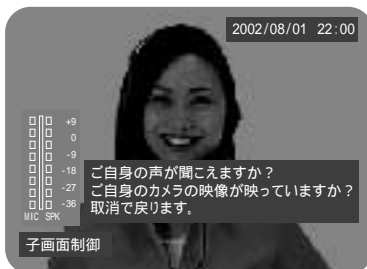 2002/08/01 22:00
+9
0
-9
-18
-27
-36
MIC SPK
ご自身の声が聞こえますか？
ご自身のカメラの映像が映っていますか？
取消で戻ります。
子画面制御